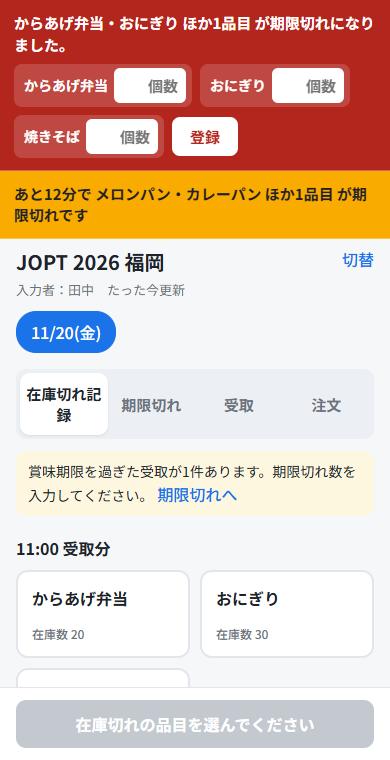 からあげ弁当・おにぎり ほか1品目 が期限切れになり
ました。
からあげ弁当 個数 おにぎり 個数
焼きそば 個数 登録
あと12分で メロンパン・カレーパン ほか1品目 が期
限切れです
JOPT 2026 福岡 切替
入力者：田中 たった今更新
11/20(金)
在庫切れ記
録
期限切れ 受取 注文
賞味期限を過ぎた受取が1件あります。期限切れ数を
入力してください。 期限切れへ
11:00 受取分
からあげ弁当 おにぎり
在庫数 20 在庫数 30
在庫切れの品目を選んでください